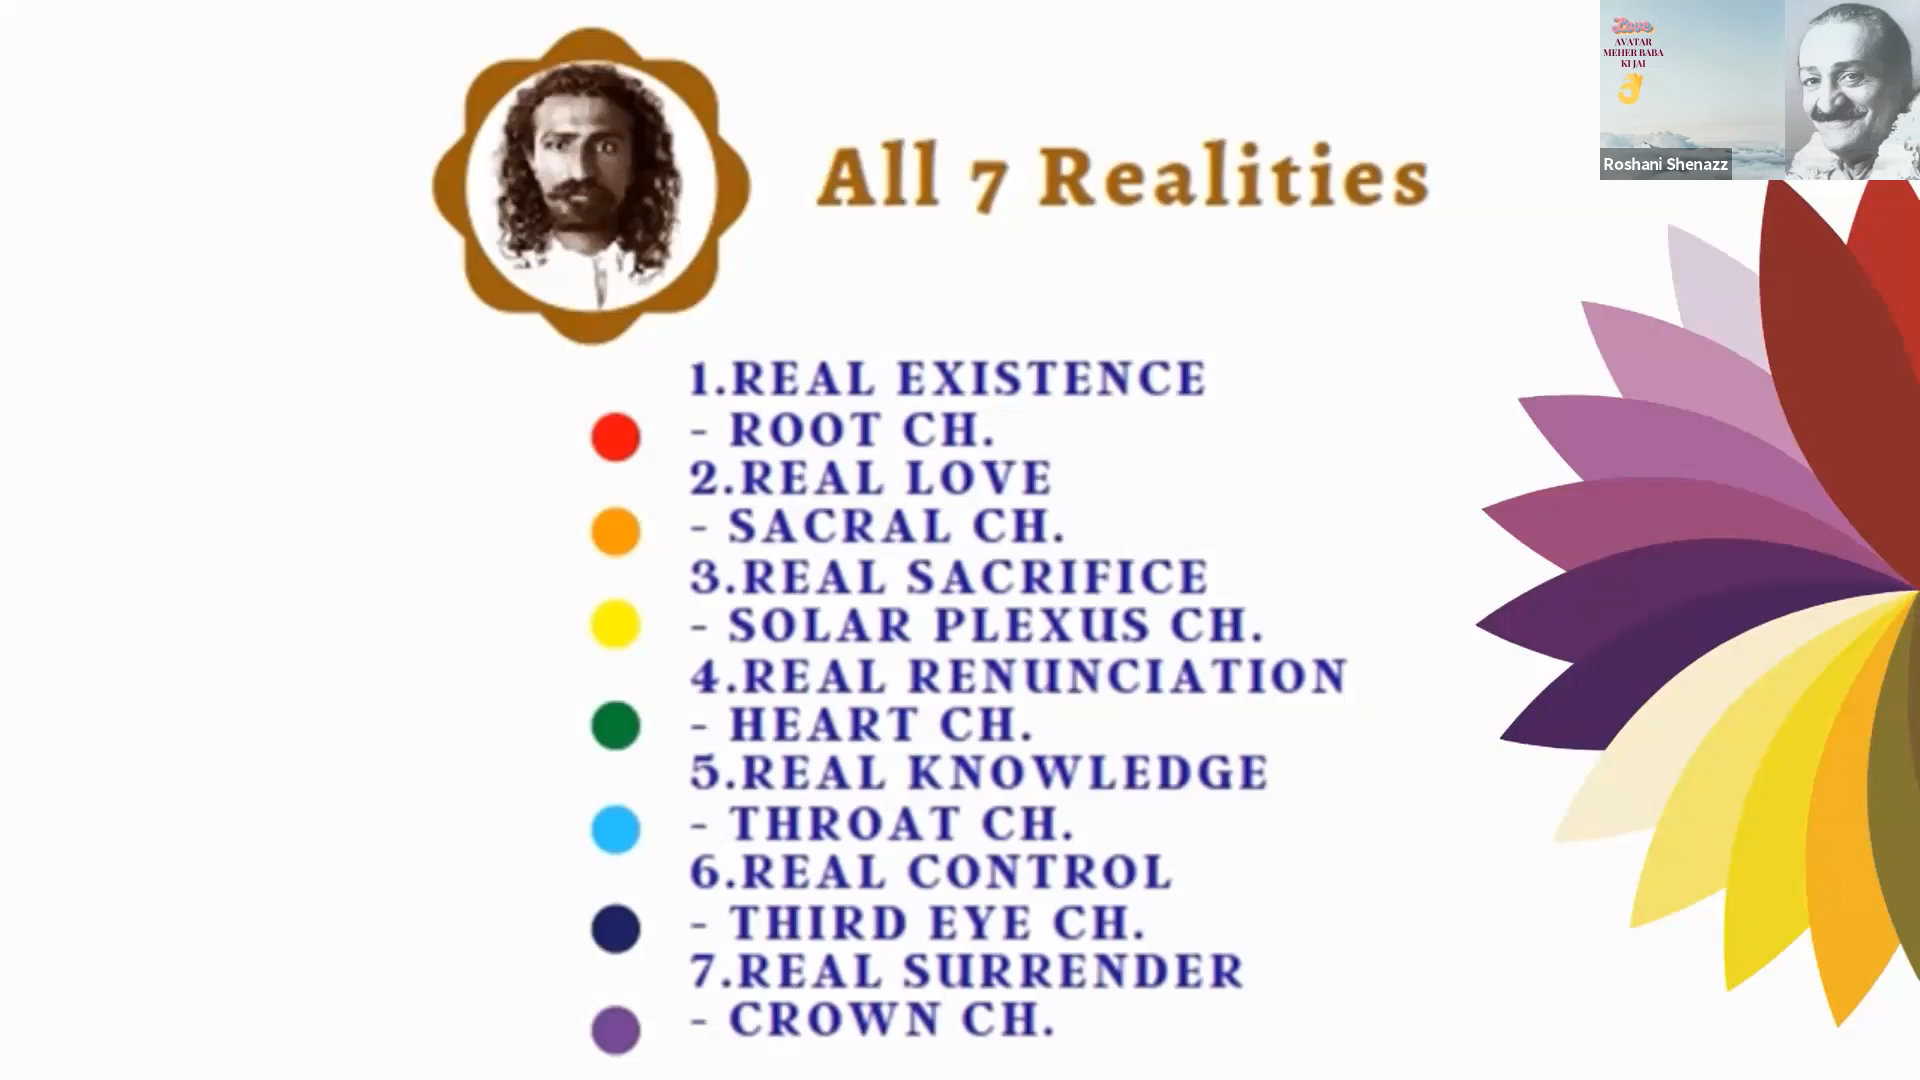 Love
AVATAR
MEHER BABA
KI JAI
Roshani Shenazz
All 7 Realities
1.REAL EXISTENCE
- ROOT CH.
2.REAL LOVE
- SACRAL CH.
3.REAL SACRIFICE
- SOLAR PLEXUS CH.
4.REAL RENUNCIATION
- HEART CH.
5.REAL KNOWLEDGE
- THROAT CH.
6.REAL CONTROL
- THIRD EYE CH.
7.REAL SURRENDER
- CROWN CH.